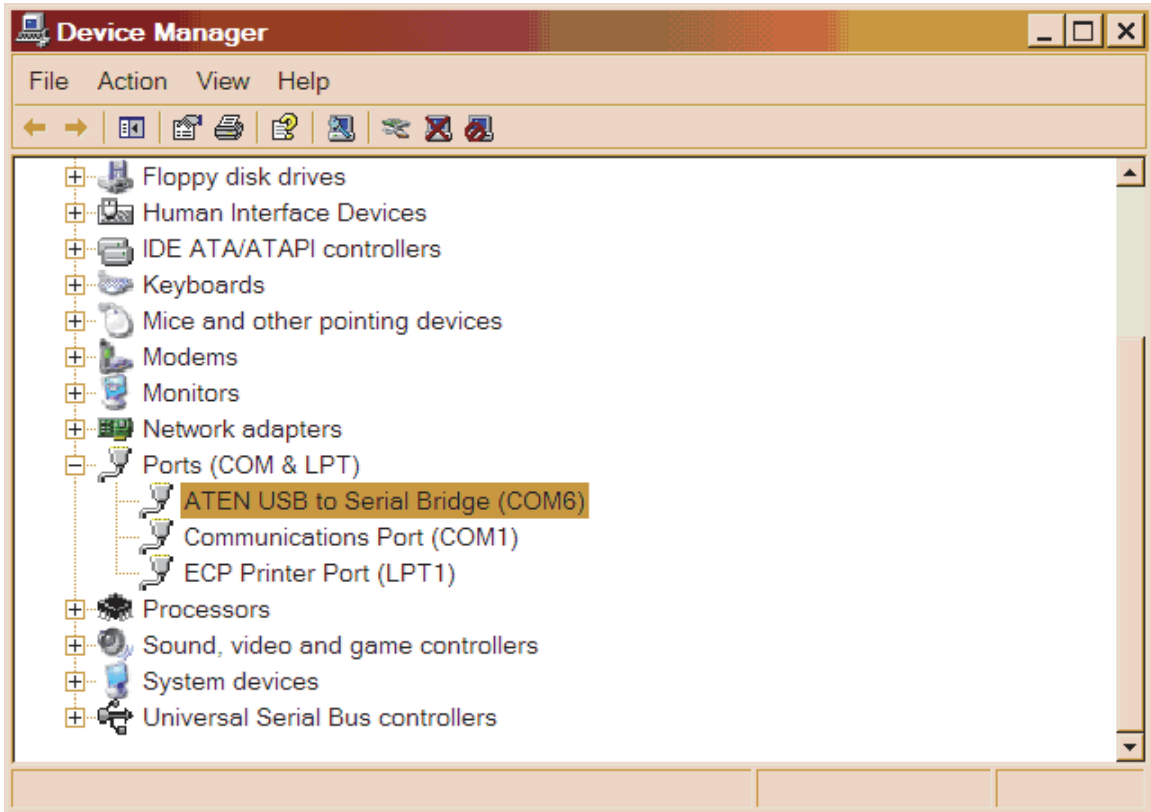 Device Manager
File Action View Help
Floppy disk drives
Human Interface Devices
IDE ATA/ATAPI controllers
Keyboards
Mice and other pointing devices
Modems
Monitors
Network adapters
Ports (COM & LPT)
ATEN USB to Serial Bridge (COM6)
Communications Port (COM1)
ECP Printer Port (LPT1)
Processors
Sound, video and game controllers
System devices
Universal Serial Bus controllers